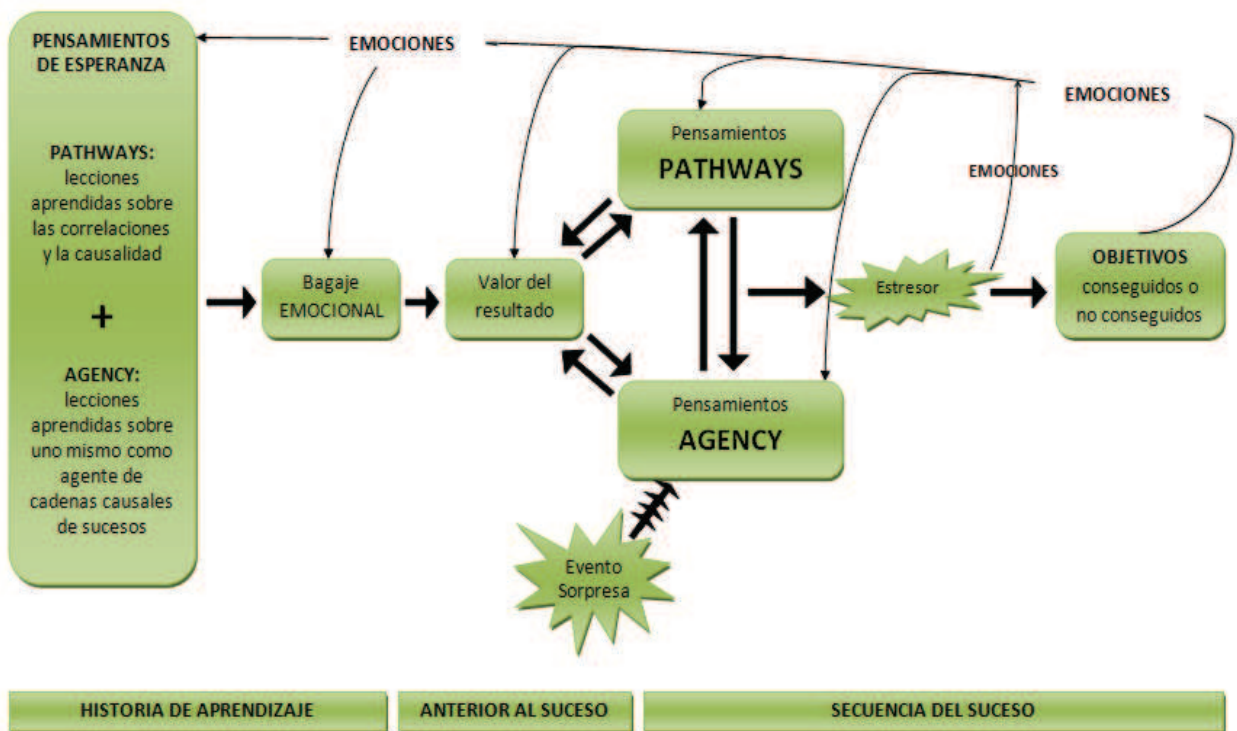 PENSAMIENTOS
DE ESPERANZA
PATHWAYS:
lecciones
aprendidas sobre
las correlaciones
y la causalidad
+
AGENCY:
lecciones
aprendidas sobre
uno mismo como
agente de
cadenas causales
de sucesos
EMOCIONES
Bagaje
EMOCIONAL
Valor del
resultado
Pensamientos
PATHWAYS
Pensamientos
AGENCY
Evento
Sorpresa
Estresor
EMOCIONES
EMOCIONES
OBJETIVOS
conseguidos o
no conseguidos
HISTORIA DE APRENDIZAJE
ANTERIOR AL SUCESO
SECUENCIA DEL SUCESO